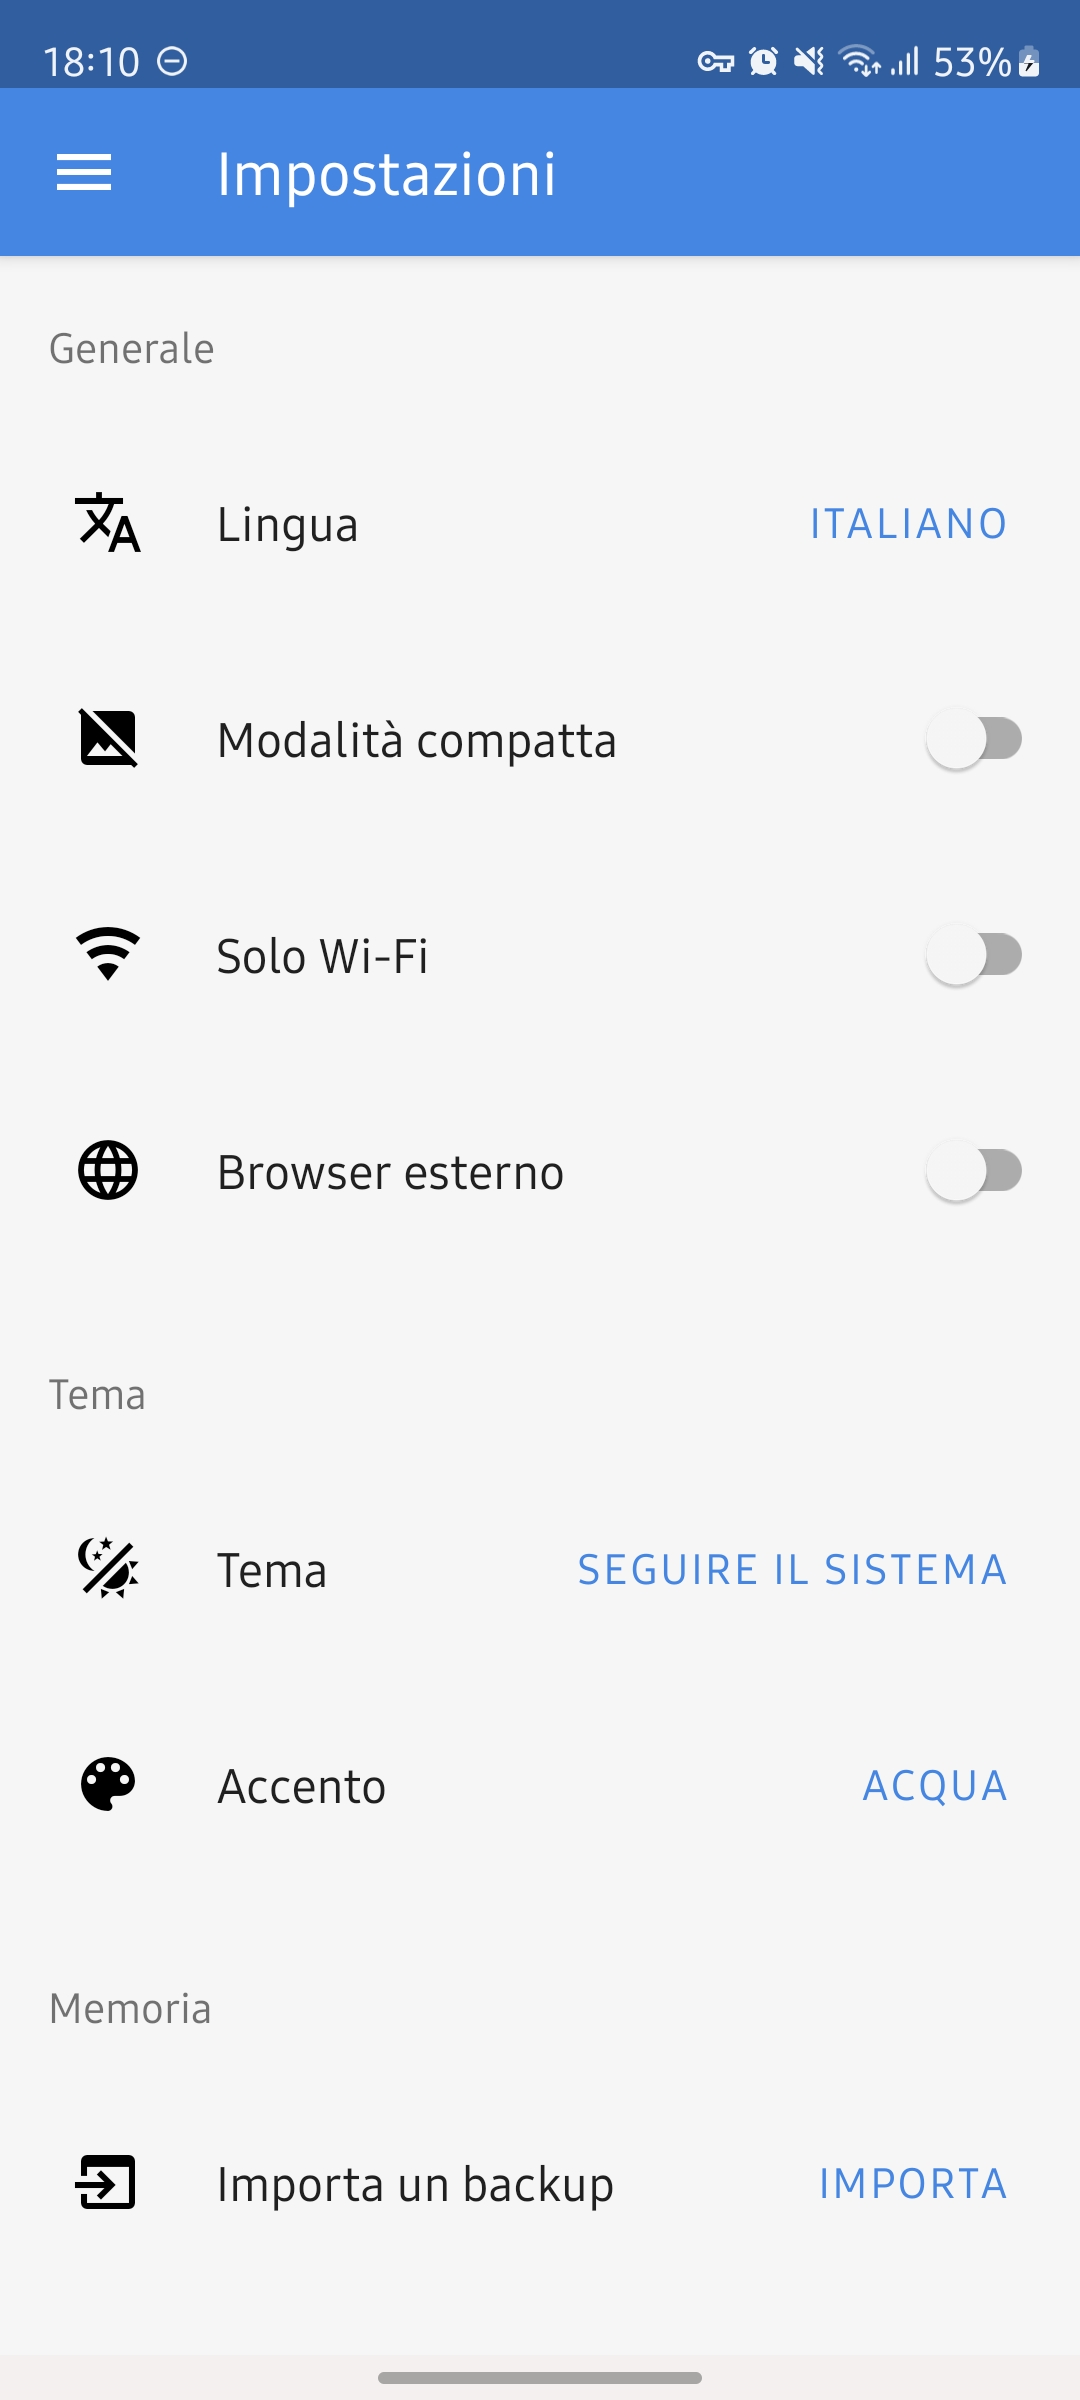 18:10 53%
Impostazioni
Generale
Lingua ITALIANO
Modalità compatta
Solo Wi-Fi
Browser esterno
Tema
Tema SEGUIRE IL SISTEMA
Accento ACQUA
Memoria
Importa un backup IMPORTA